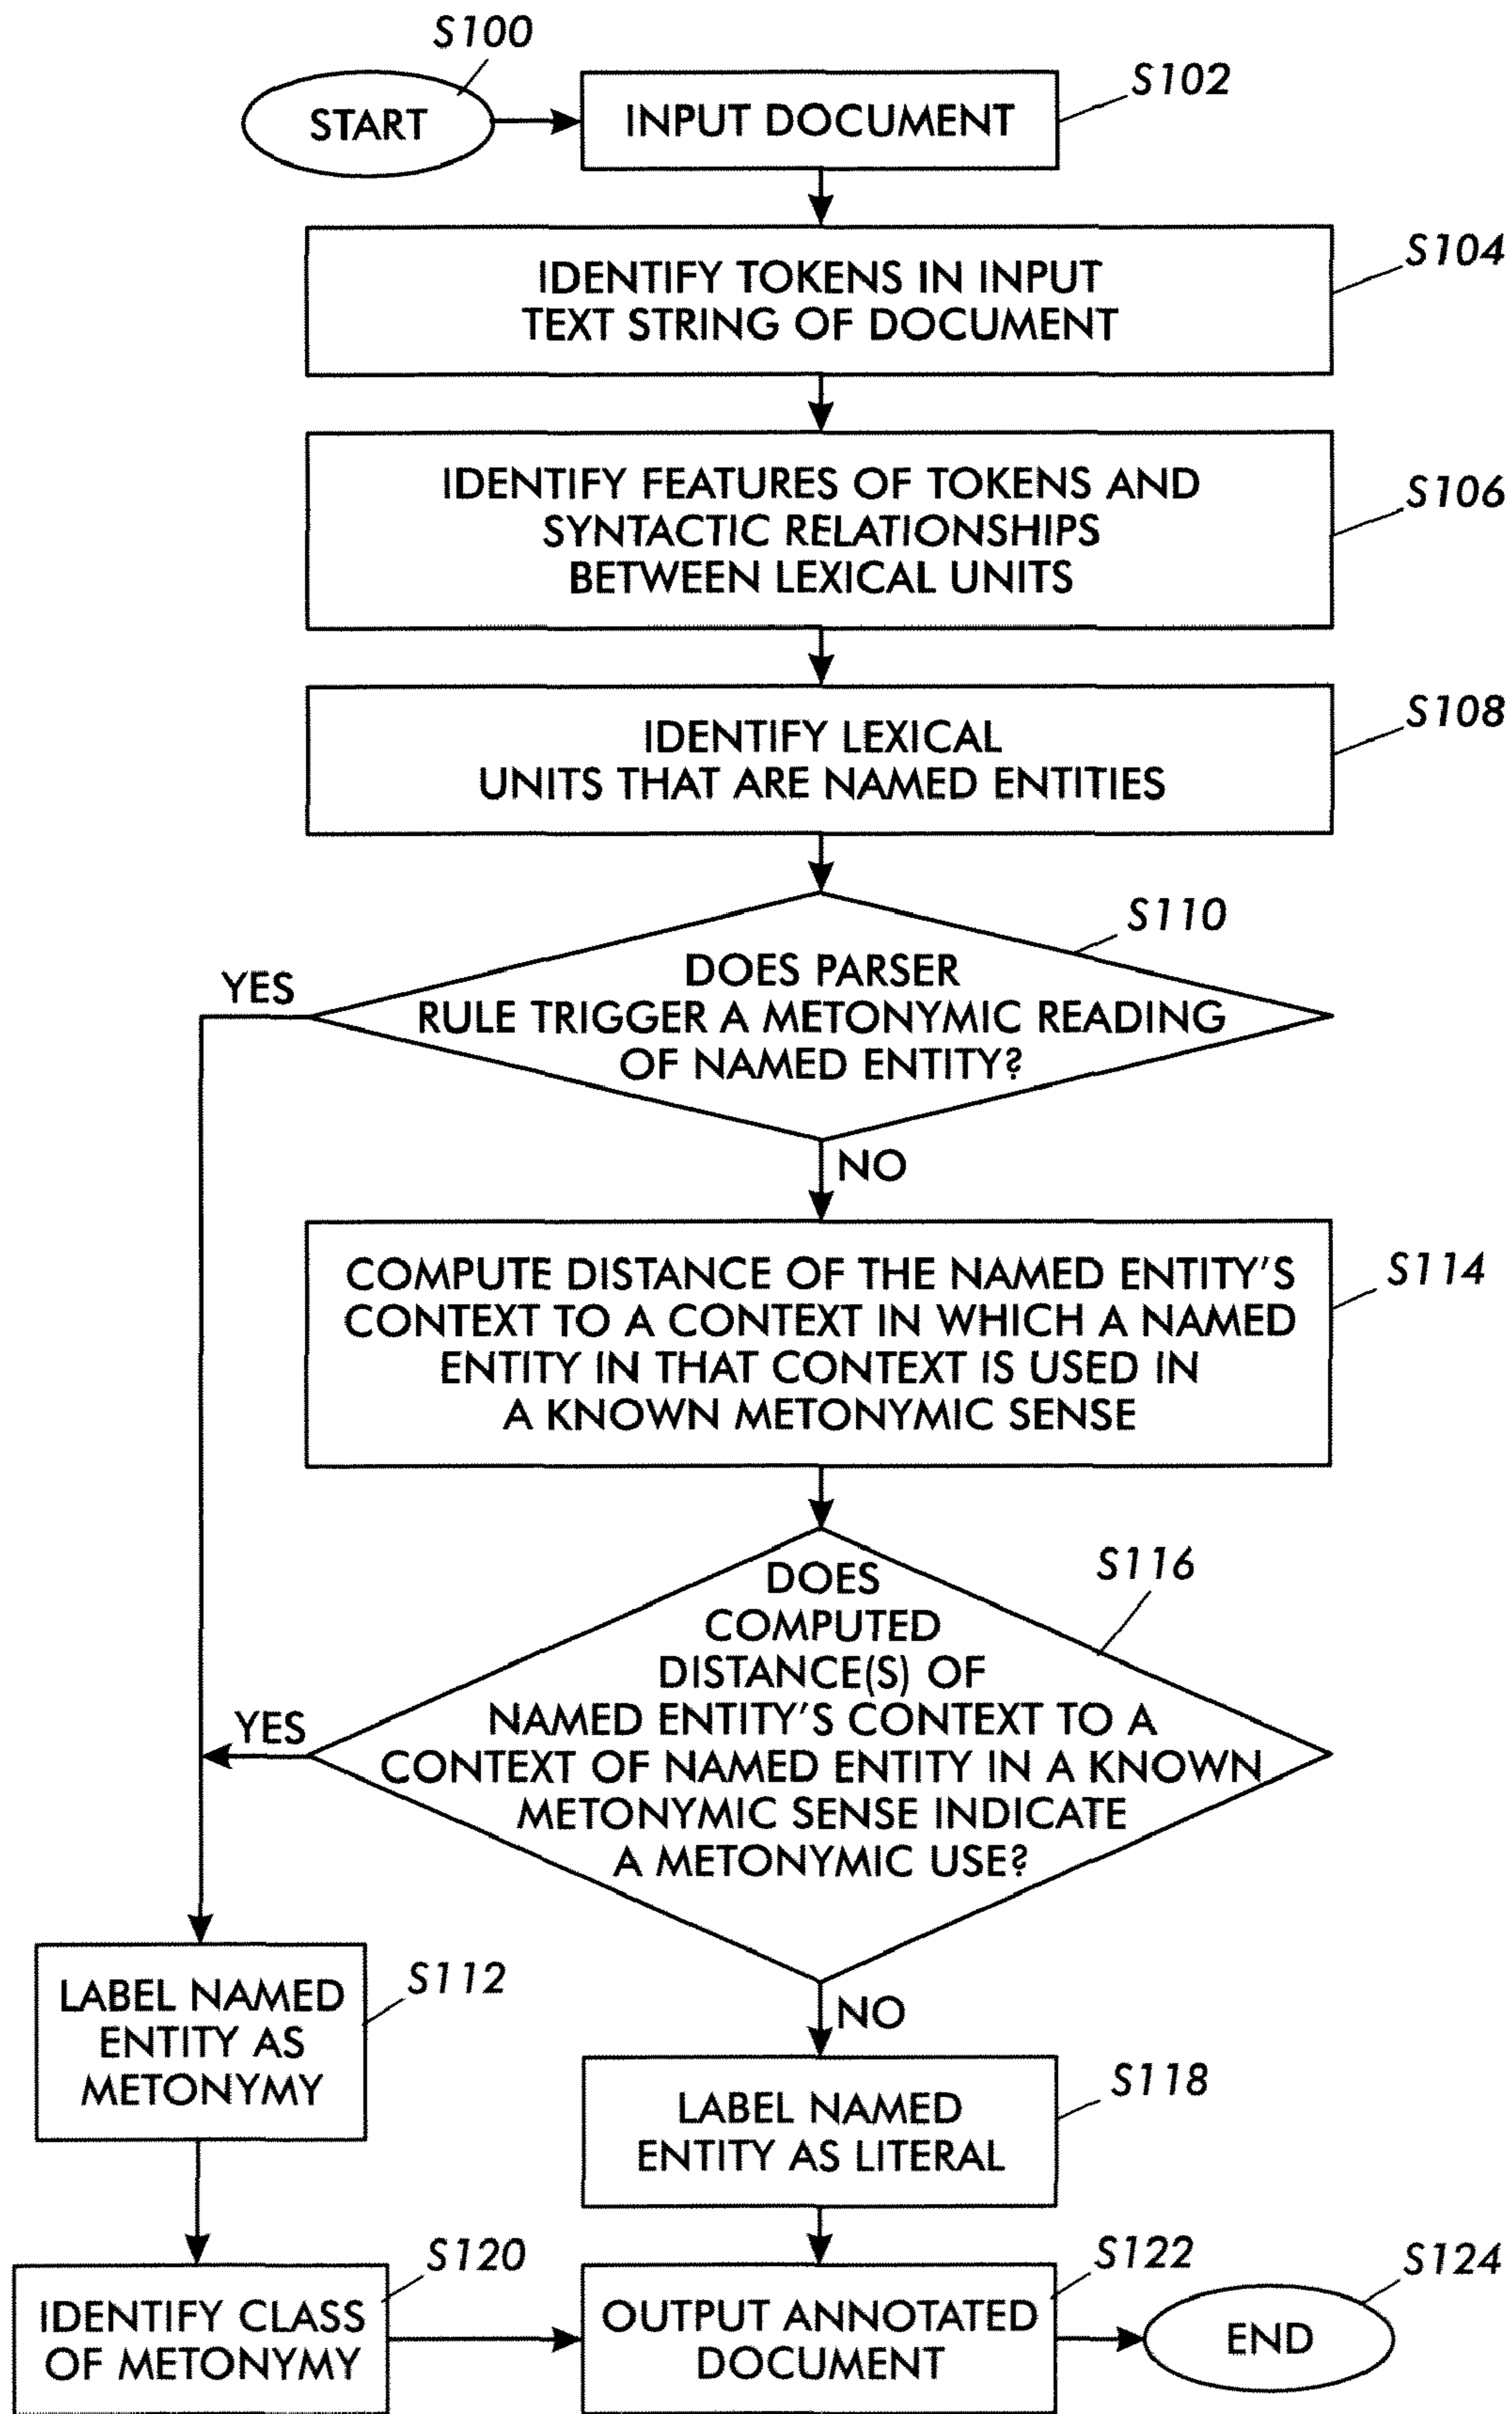 S100
START
INPUT DOCUMENT
S102
IDENTIFY TOKENS IN INPUT
TEXT STRING OF DOCUMENT
S104
IDENTIFY FEATURES OF TOKENS AND
SYNTACTIC RELATIONSHIPS
BETWEEN LEXICAL UNITS
S106
IDENTIFY LEXICAL
UNITS THAT ARE NAMED ENTITIES
S108
S110
DOES PARSER
RULE TRIGGER A METONYMIC READING
OF NAMED ENTITY?
YES
NO
COMPUTE DISTANCE OF THE NAMED ENTITY'S
CONTEXT TO A CONTEXT IN WHICH A NAMED
ENTITY IN THAT CONTEXT IS USED IN
A KNOWN METONYMIC SENSE
S114
S116
DOES
COMPUTED
DISTANCE(S) OF
NAMED ENTITY'S CONTEXT TO A
CONTEXT OF NAMED ENTITY IN A KNOWN
METONYMIC SENSE INDICATE
A METONYMIC USE?
YES
NO
LABEL NAMED
ENTITY AS
METONYMY
S112
LABEL NAMED
ENTITY AS LITERAL
S118
IDENTIFY CLASS
OF METONYMY
S120
OUTPUT ANNOTATED
DOCUMENT
S122
END
S124